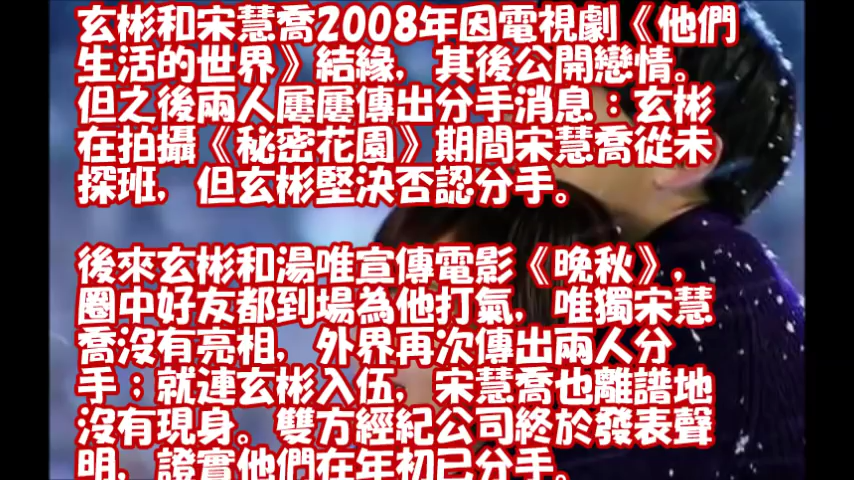 玄彬和宋慧喬2008年因電視劇《他們
生活的世界》結緣，其後公開戀情。
但之後兩人屢屢傳出分手消息：玄彬
在拍攝《秘密花園》期間宋慧喬從未
探班，但玄彬堅決否認分手。
後來玄彬和湯唯宣傳電影《晚秋》，
圈中好友都到場為他打氣，唯獨宋慧
喬沒有亮相，外界再次傳出兩人分
手；就連玄彬入伍，宋慧喬也離譜地
沒有現身。雙方經紀公司終於發表聲
明，證實他們在年初已分手。